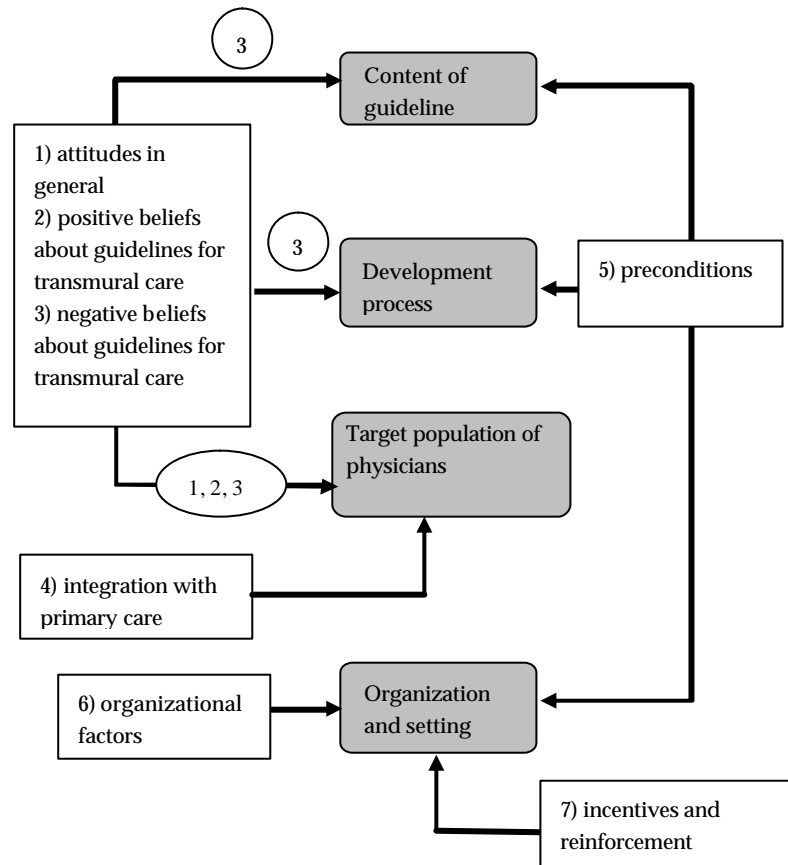 3
Content of
guideline
1) attitudes in
general
2) positive beliefs
about guidelines for
transmural care
3) negative beliefs
about guidelines for
transmural care
3
Development
process
5) preconditions
Target population of
physicians
1, 2, 3
4) integration with
primary care
Organization
and setting
6) organizational
factors
7) incentives and
reinforcement